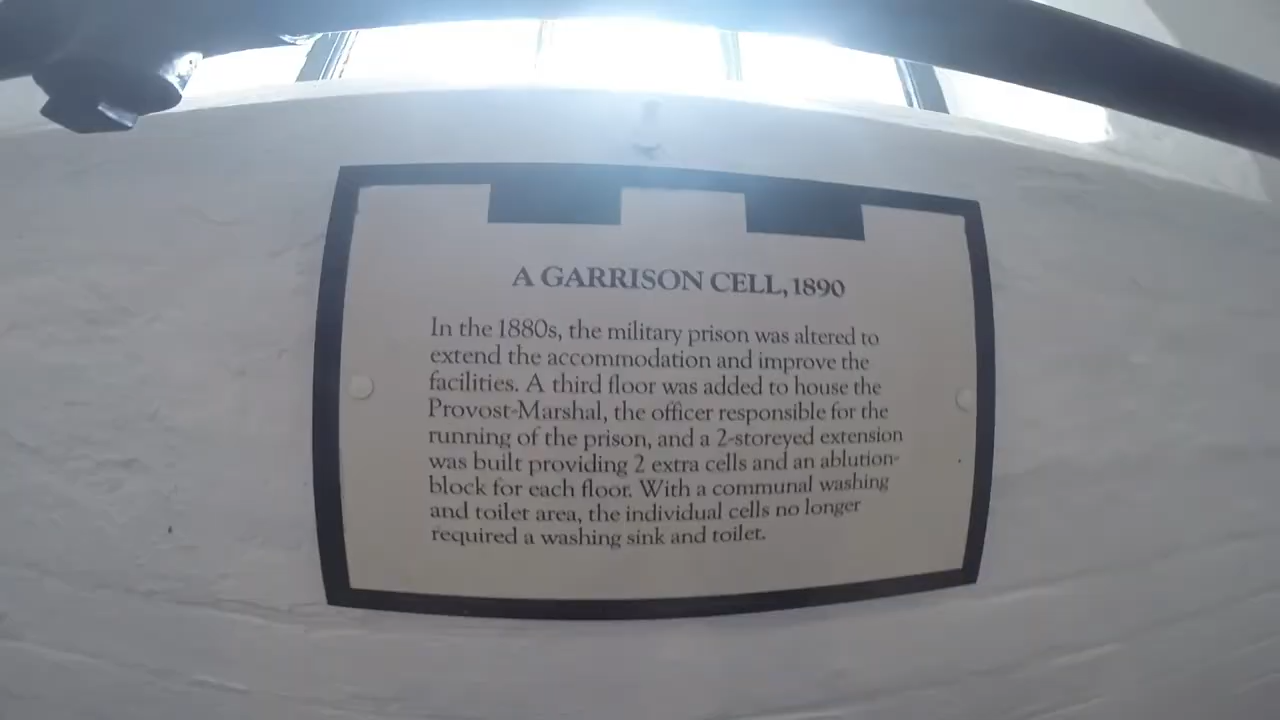 A GARRISON CELL, 1890
In the 1880s, the military prison was altered to
extend the accommodation and improve the
facilities. A third floor was added to house the
Provost-Marshal, the officer responsible for the
running of the prison, and a 2-storeyed extension
was built providing 2 extra cells and an ablution-
block for each floor. With a communal washing
and toilet area, the individual cells no longer
required a washing sink and toilet.